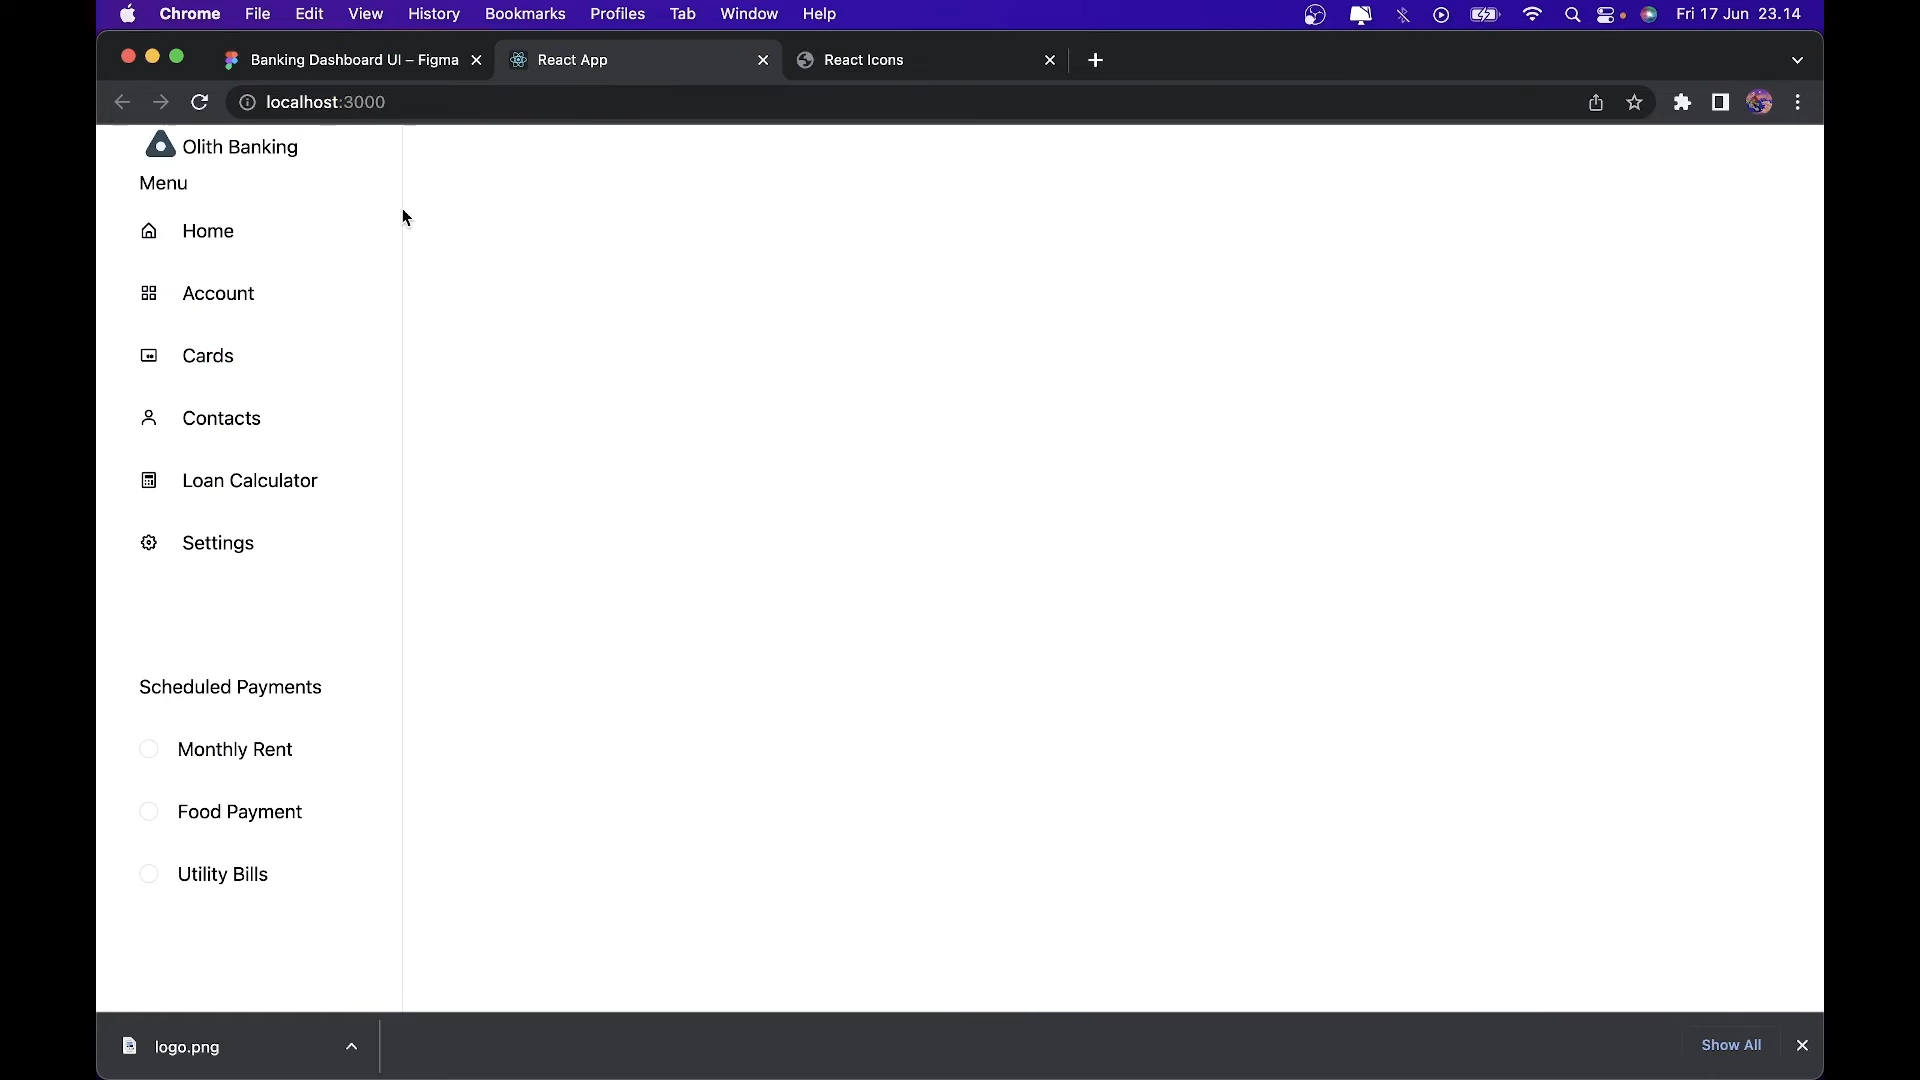 Chrome File Edit View History Bookmarks Profiles Tab Window Help Fri 17 Jun 23.14
Banking Dashboard UI – Figma React App React Icons
localhost:3000
Olith Banking
Menu
Home
Account
Cards
Contacts
Loan Calculator
Settings
Scheduled Payments
Monthly Rent
Food Payment
Utility Bills
logo.png Show All